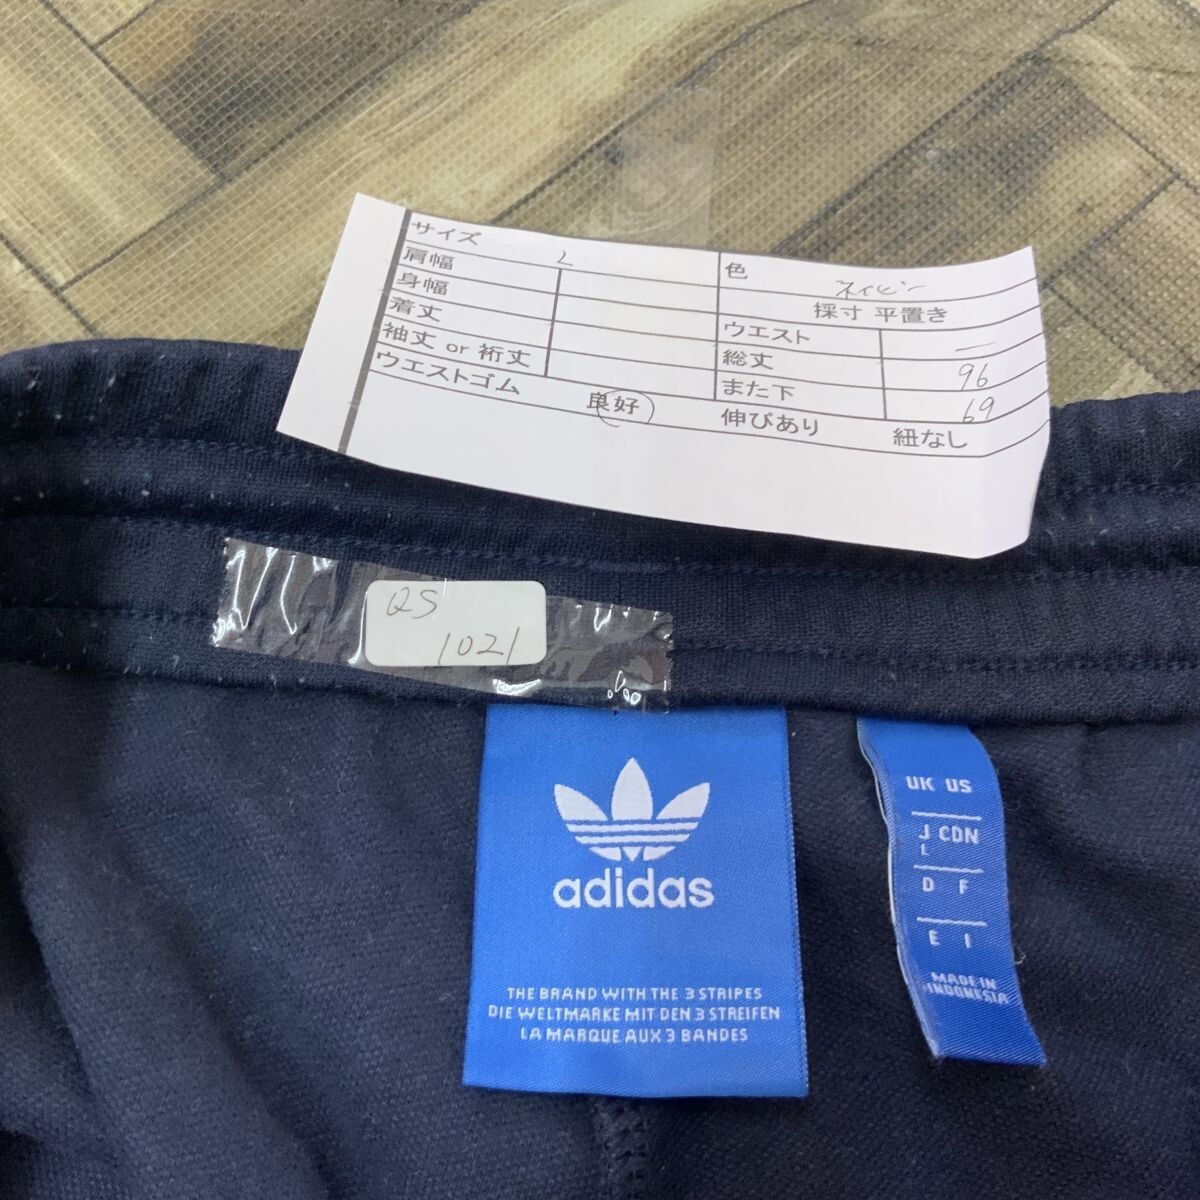 サイズ L 色 ネイビー
肩幅 採寸 平置き
身幅 ウエスト —
着丈 総丈 96
袖丈 or 裄丈 また下 69
ウエストゴム 良好 伸びあり 紐なし
QS
1021
adidas
THE BRAND WITH THE 3 STRIPES
DIE WELTMARKE MIT DEN 3 STREIFEN
LA MARQUE AUX 3 BANDES
UK US
J CDN
L
D F
E I
MADE IN
INDONESIA